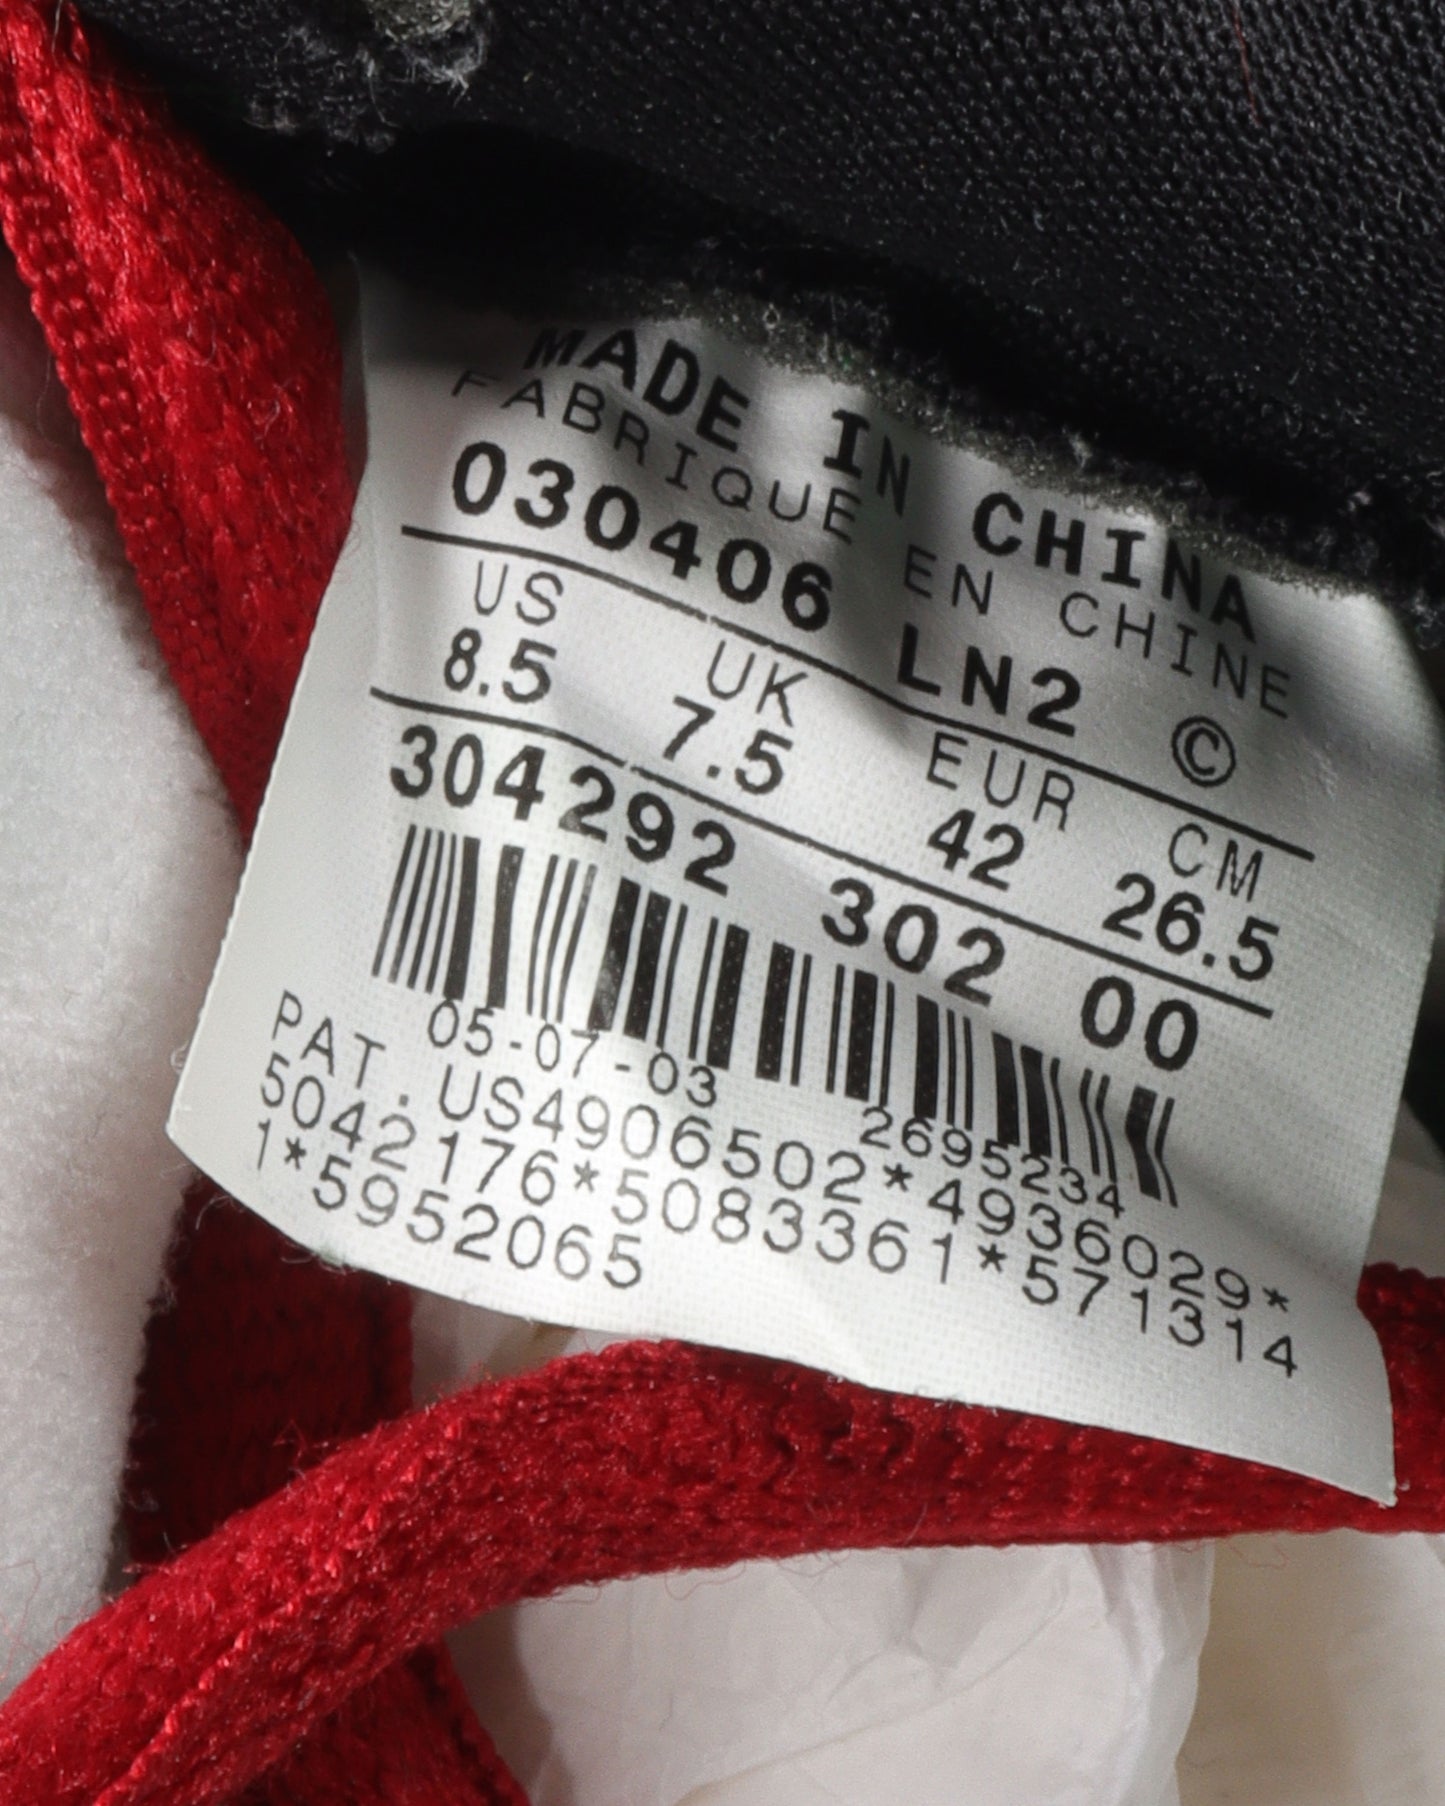 MADE IN CHINA
FABRIQUE EN CHINE
030406 LN2 ©
US UK EUR CM
8.5 7.5 42 26.5
304292 302 00
05-07-03 2695234
PAT. US4906502*4936029*
5042176*5083361*571314
1*5952065